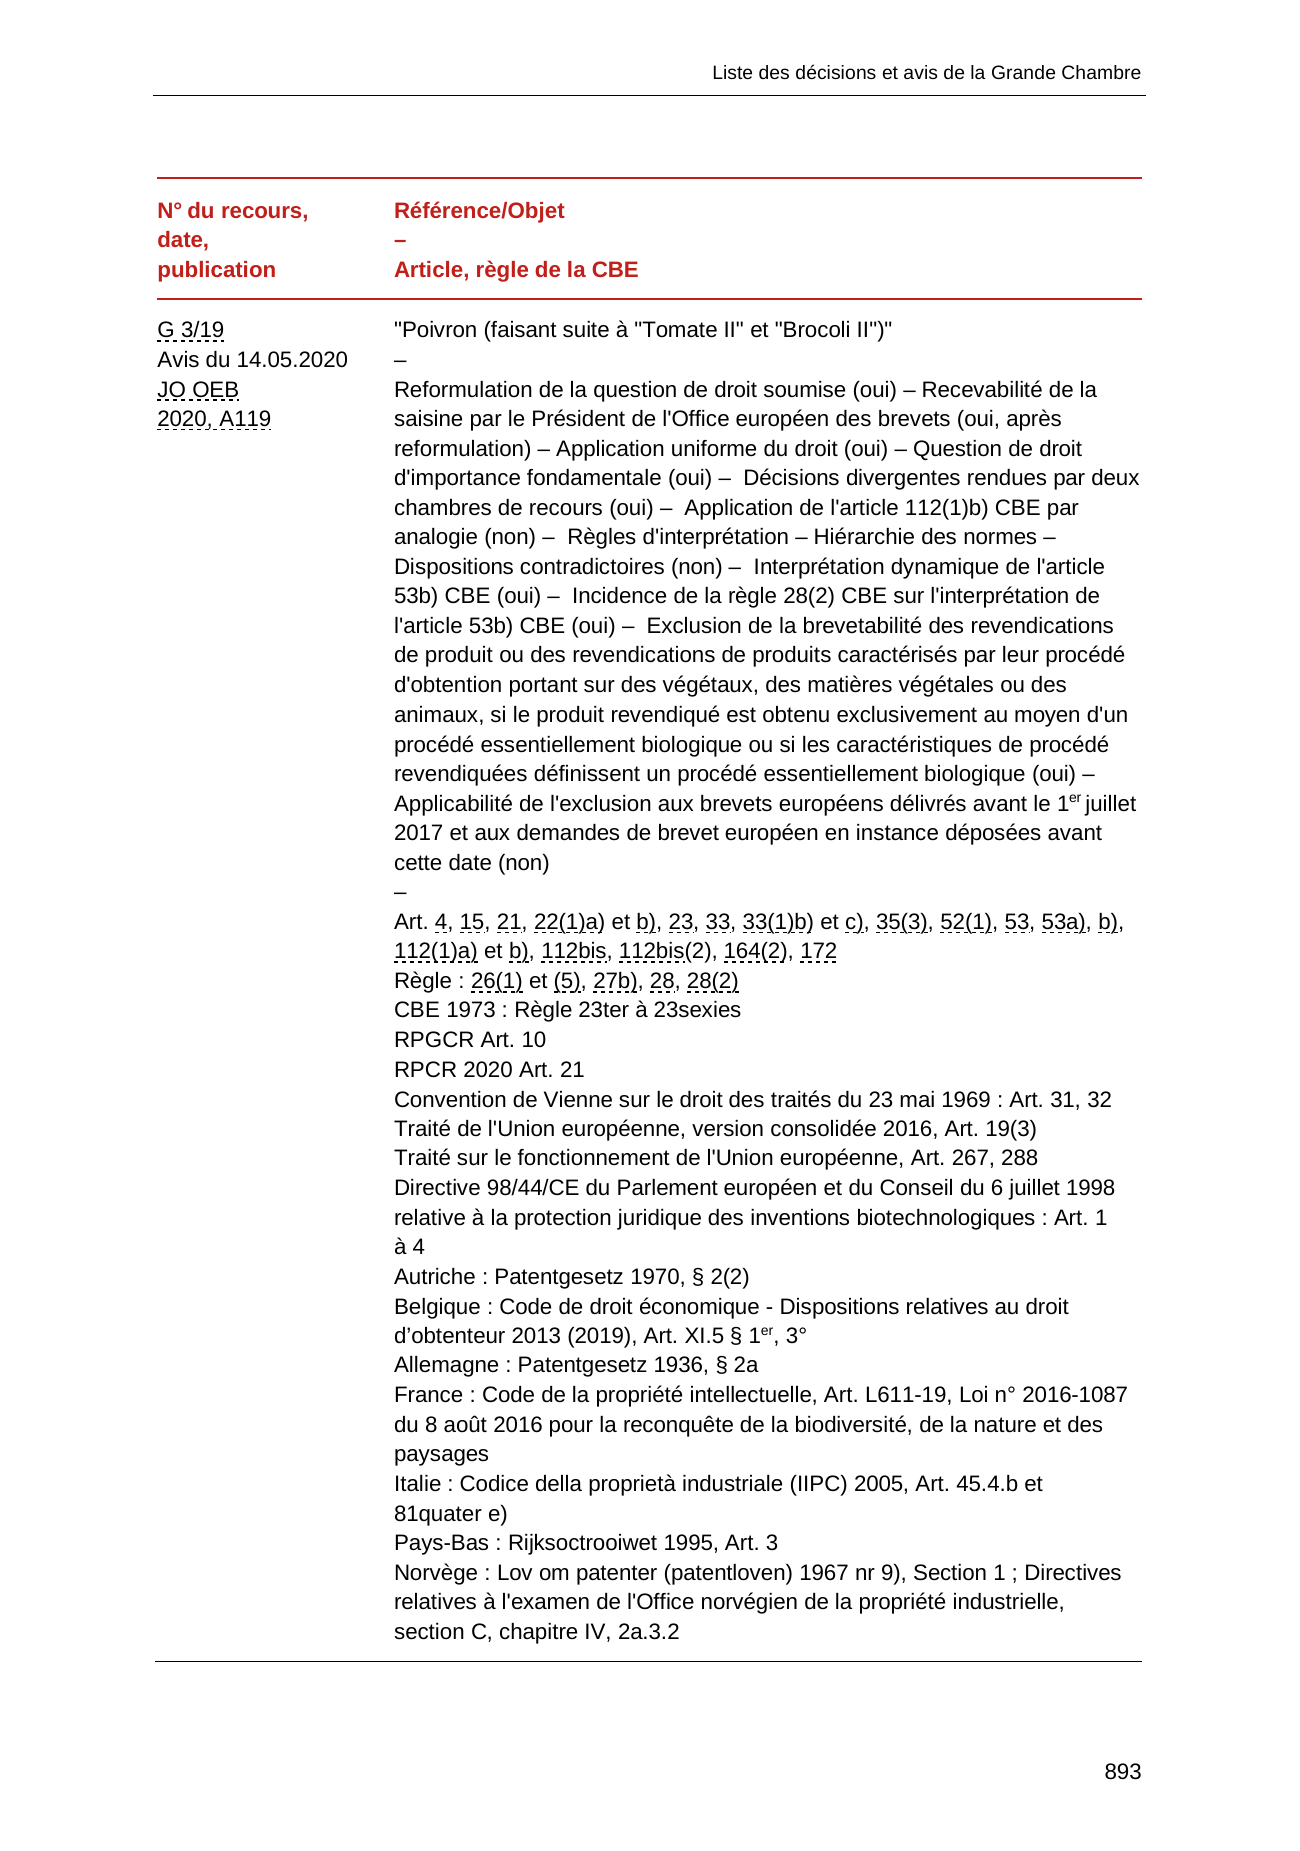 Liste des décisions et avis de la Grande Chambre
N° du recours,
date,
publication
Référence/Objet
–
Article, règle de la CBE
G 3/19
Avis du 14.05.2020
JO OEB
2020, A119
"Poivron (faisant suite à "Tomate II" et "Brocoli II")"
–
Reformulation de la question de droit soumise (oui) – Recevabilité de la
saisine par le Président de l'Office européen des brevets (oui, après
reformulation) – Application uniforme du droit (oui) – Question de droit
d'importance fondamentale (oui) – Décisions divergentes rendues par deux
chambres de recours (oui) – Application de l'article 112(1)b) CBE par
analogie (non) – Règles d'interprétation – Hiérarchie des normes –
Dispositions contradictoires (non) – Interprétation dynamique de l'article
53b) CBE (oui) – Incidence de la règle 28(2) CBE sur l'interprétation de
l'article 53b) CBE (oui) – Exclusion de la brevetabilité des revendications
de produit ou des revendications de produits caractérisés par leur procédé
d'obtention portant sur des végétaux, des matières végétales ou des
animaux, si le produit revendiqué est obtenu exclusivement au moyen d'un
procédé essentiellement biologique ou si les caractéristiques de procédé
revendiquées définissent un procédé essentiellement biologique (oui) –
Applicabilité de l'exclusion aux brevets européens délivrés avant le 1er juillet
2017 et aux demandes de brevet européen en instance déposées avant
cette date (non)
–
Art. 4, 15, 21, 22(1)a) et b), 23, 33, 33(1)b) et c), 35(3), 52(1), 53, 53a), b),
112(1)a) et b), 112bis, 112bis(2), 164(2), 172
Règle : 26(1) et (5), 27b), 28, 28(2)
CBE 1973 : Règle 23ter à 23sexies
RPGCR Art. 10
RPCR 2020 Art. 21
Convention de Vienne sur le droit des traités du 23 mai 1969 : Art. 31, 32
Traité de l'Union européenne, version consolidée 2016, Art. 19(3)
Traité sur le fonctionnement de l'Union européenne, Art. 267, 288
Directive 98/44/CE du Parlement européen et du Conseil du 6 juillet 1998
relative à la protection juridique des inventions biotechnologiques : Art. 1
à 4
Autriche : Patentgesetz 1970, § 2(2)
Belgique : Code de droit économique - Dispositions relatives au droit
d’obtenteur 2013 (2019), Art. XI.5 § 1er, 3°
Allemagne : Patentgesetz 1936, § 2a
France : Code de la propriété intellectuelle, Art. L611-19, Loi n° 2016-1087
du 8 août 2016 pour la reconquête de la biodiversité, de la nature et des
paysages
Italie : Codice della proprietà industriale (IIPC) 2005, Art. 45.4.b et
81quater e)
Pays-Bas : Rijksoctrooiwet 1995, Art. 3
Norvège : Lov om patenter (patentloven) 1967 nr 9), Section 1 ; Directives
relatives à l'examen de l'Office norvégien de la propriété industrielle,
section C, chapitre IV, 2a.3.2
893